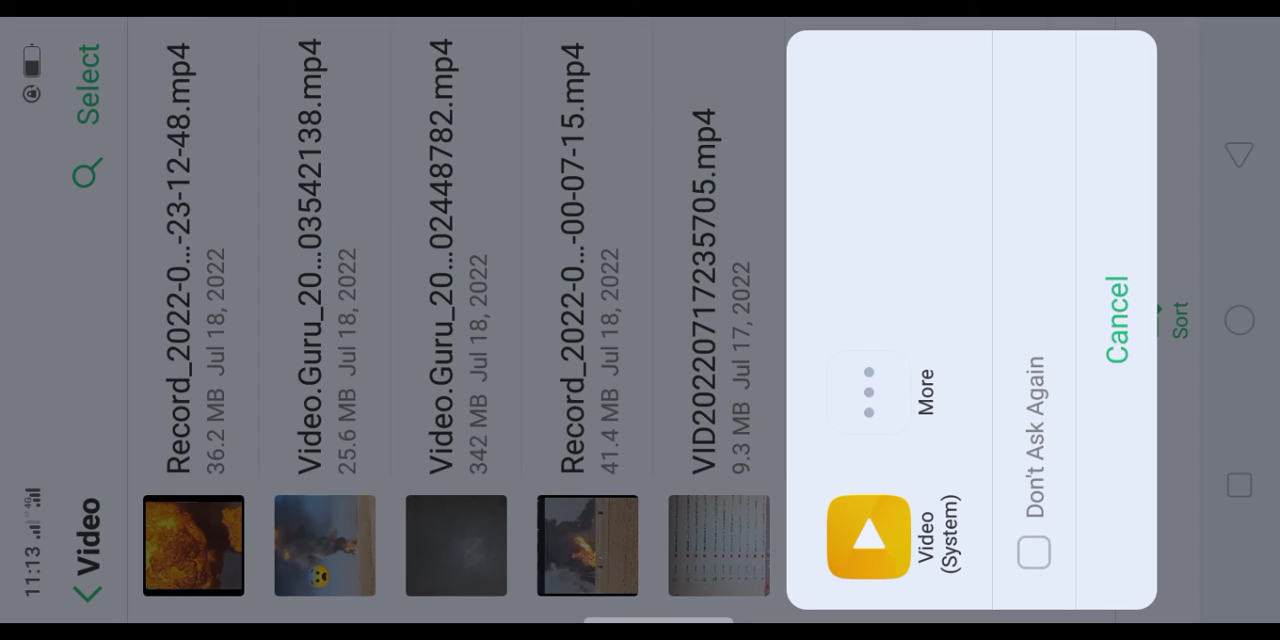 11:13
4G
Video
Select
Record_2022-0...-23-12-48.mp4
36.2 MB Jul 18, 2022
Video.Guru_20...03542138.mp4
25.6 MB Jul 18, 2022
Video.Guru_20...02448782.mp4
342 MB Jul 18, 2022
Record_2022-0...-00-07-15.mp4
41.4 MB Jul 18, 2022
VID20220717235705.mp4
9.3 MB Jul 17, 2022
Video
(System)
More
Don't Ask Again
Cancel
Sort